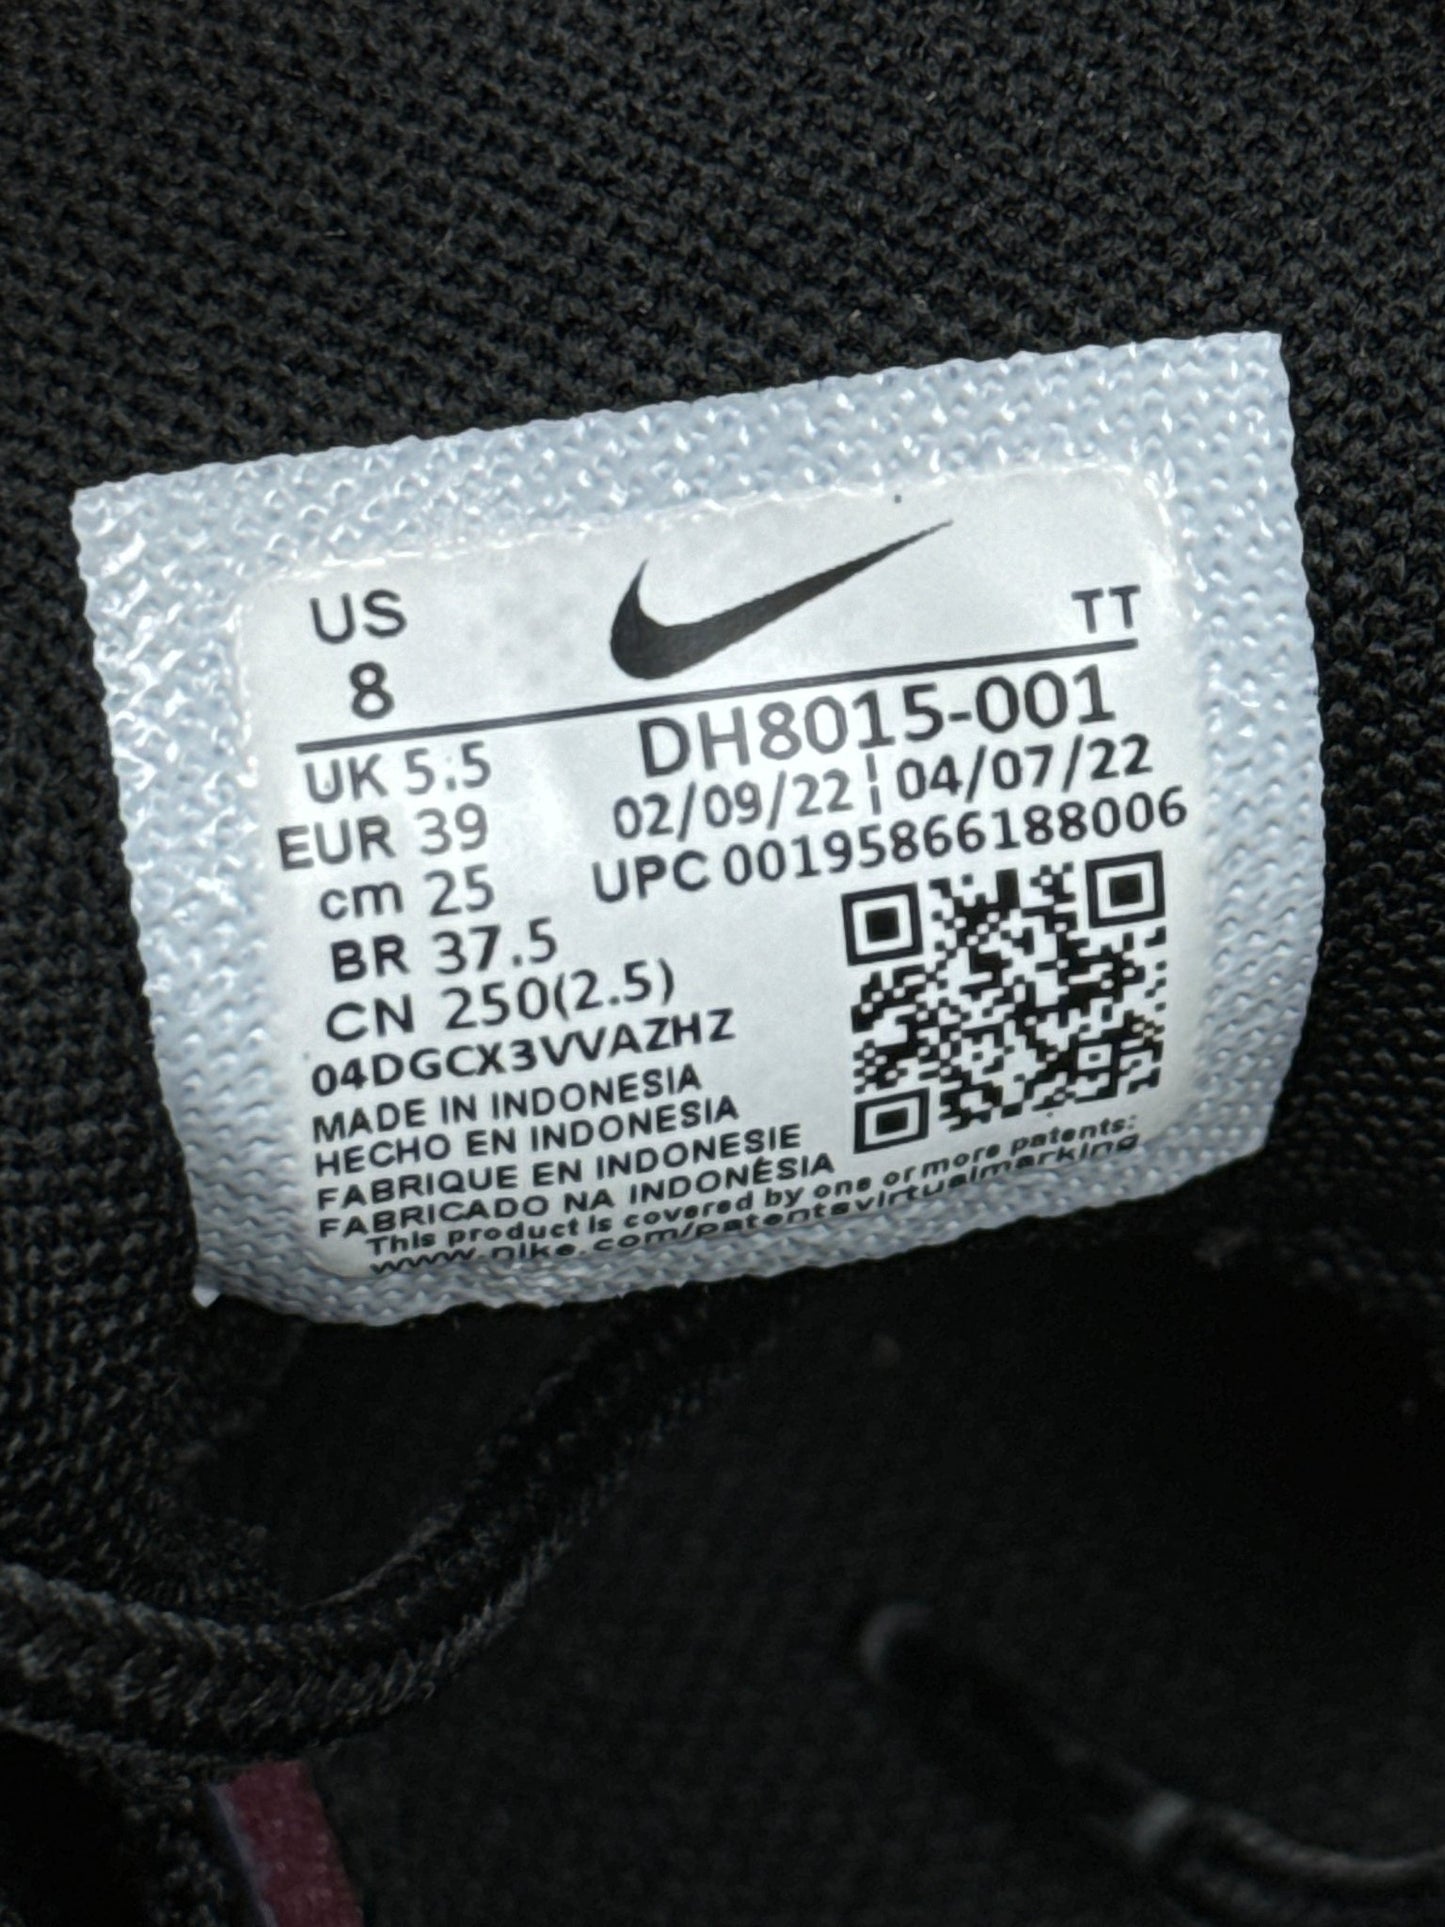 US
8
TT
UK 5.5
EUR 39
cm 25
BR 37.5
CN 250(2.5)
DH8015-001
02/09/22 ¦ 04/07/22
UPC 00195866188006
04DGCX3VVAZHZ
MADE IN INDONESIA
HECHO EN INDONESIA
FABRIQUE EN INDONESIE
FABRICADO NA INDONÉSIA
This product is covered by one or more patents:
www.nike.com/patentsvirtualmarking